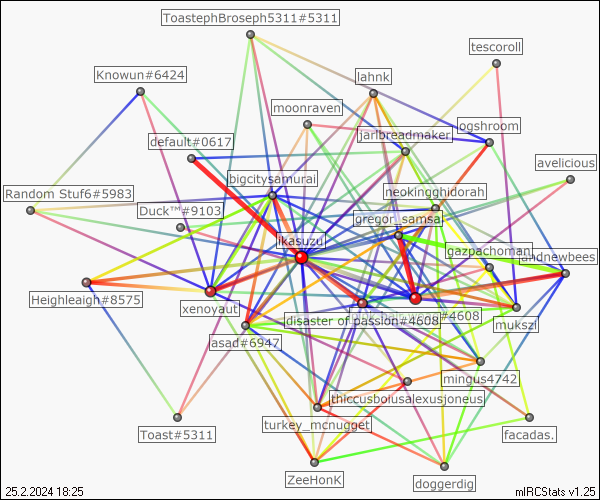 ToastephBroseph5311#5311
tescoroll
Knowun#6424
lahnk
moonraven
ogshroom
default#0617
jarlbreadmaker
avelicious
bigcitysamurai
neokingghidorah
Random Stuf6#5983
Duck™#9103
gregor_samsa.
ikasuzu
gazpachoman
andnewbees
Heighleaigh#8575
xenoyaut
disaster of passion#4608
#4608
mukszi
asad#6947
mingus4742
thiccusbousalexusjoneus
Toast#5311
turkey_mcnugget
facadas.
ZeeHonK
doggerdig
25.2.2024 18:25
mIRCStats v1.25